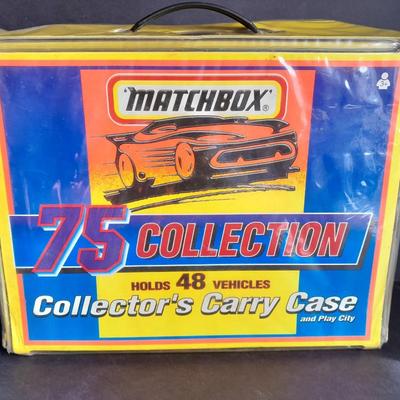 "MATCHBOX"®
75 COLLECTION
HOLDS 48 VEHICLES
Collector's Carry Case
and Play City